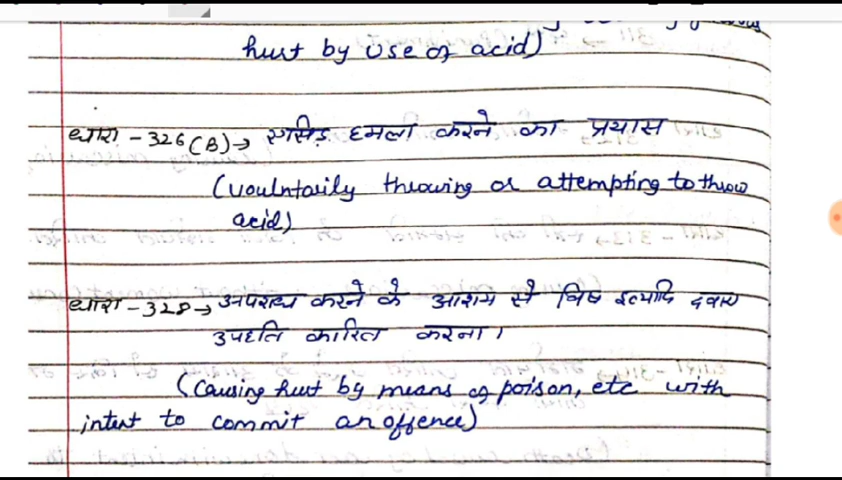 hurt by use of acid)
धारा - 326 (B) → एसिड़ हमला करने का प्रयास
(voulntarily throwing or attempting to throw
acid)
धारा - 328 → अपराध करने के आशय से विष इत्यादि द्वारा
उपहति कारित करना।
(Causing hurt by means of poison, etc with
intent to commit an offence)